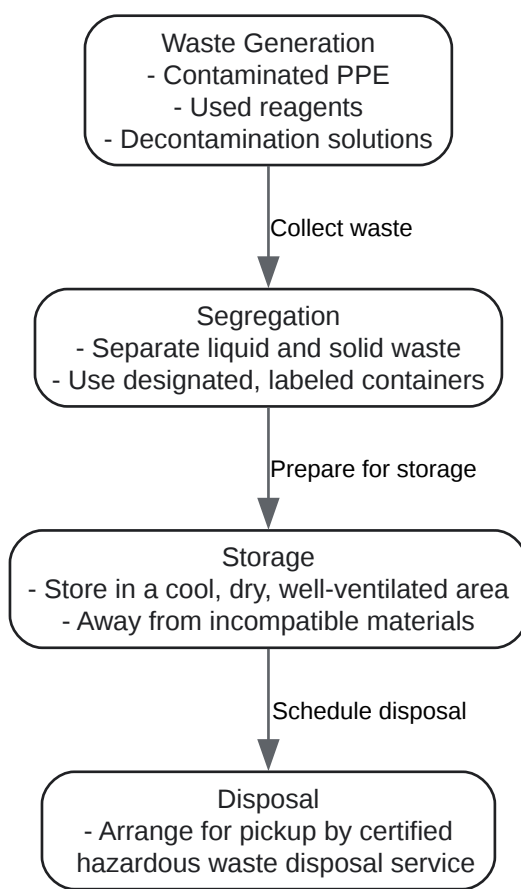 Waste Generation
- Contaminated PPE
- Used reagents
- Decontamination solutions
Collect waste
Segregation
- Separate liquid and solid waste
- Use designated, labeled containers
Prepare for storage
Storage
- Store in a cool, dry, well-ventilated area
- Away from incompatible materials
Schedule disposal
Disposal
- Arrange for pickup by certified
hazardous waste disposal service